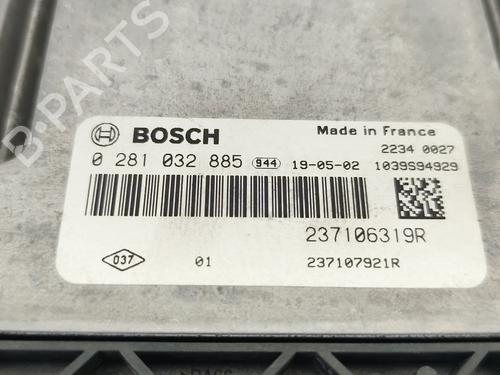 B-PARTS
BOSCH
Made in France
0 281 032 885 944 19-05-02
2234 0027
1039S94929
237106319R
037 01 237107921R